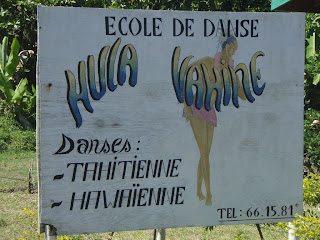 ECOLE DE DANSE
HULA VAHINE
Danses :
- TAHITIENNE
- HAWAÏENNE
TEL : 66.15.81